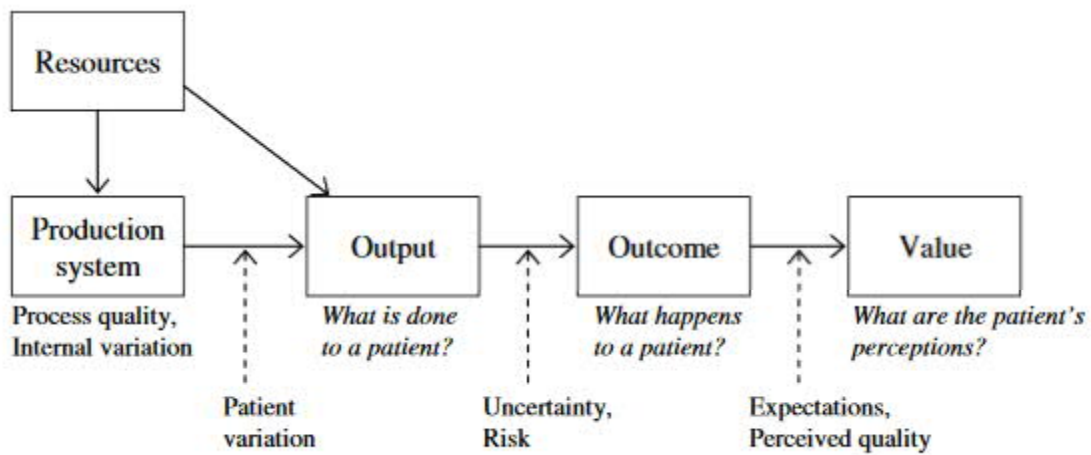 Resources
Production
system
Output
Outcome
Value
Process quality,
Internal variation
What is done
to a patient?
What happens
to a patient?
What are the patient's
perceptions?
Patient
variation
Uncertainty,
Risk
Expectations,
Perceived quality